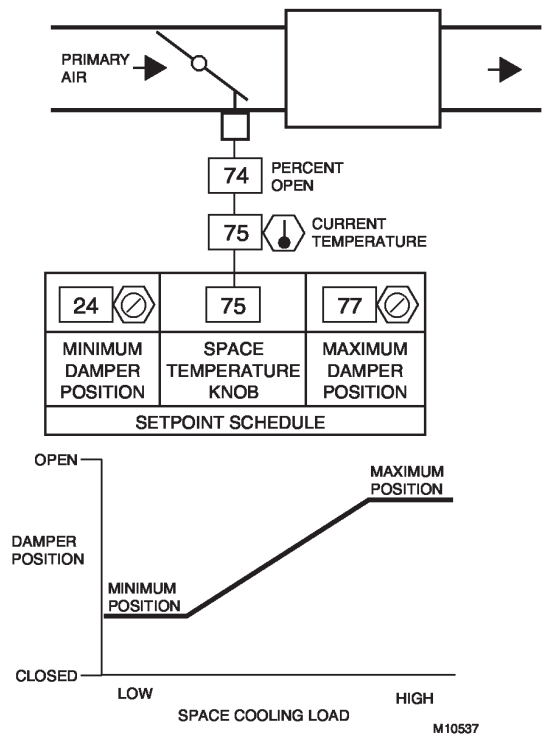 PRIMARY
AIR
74
PERCENT
OPEN
75
CURRENT
TEMPERATURE
24
75
77
MINIMUM
DAMPER
POSITION
SPACE
TEMPERATURE
KNOB
MAXIMUM
DAMPER
POSITION
SETPOINT SCHEDULE
OPEN
MAXIMUM
POSITION
DAMPER
POSITION
MINIMUM
POSITION
CLOSED
LOW
HIGH
SPACE COOLING LOAD
M10537